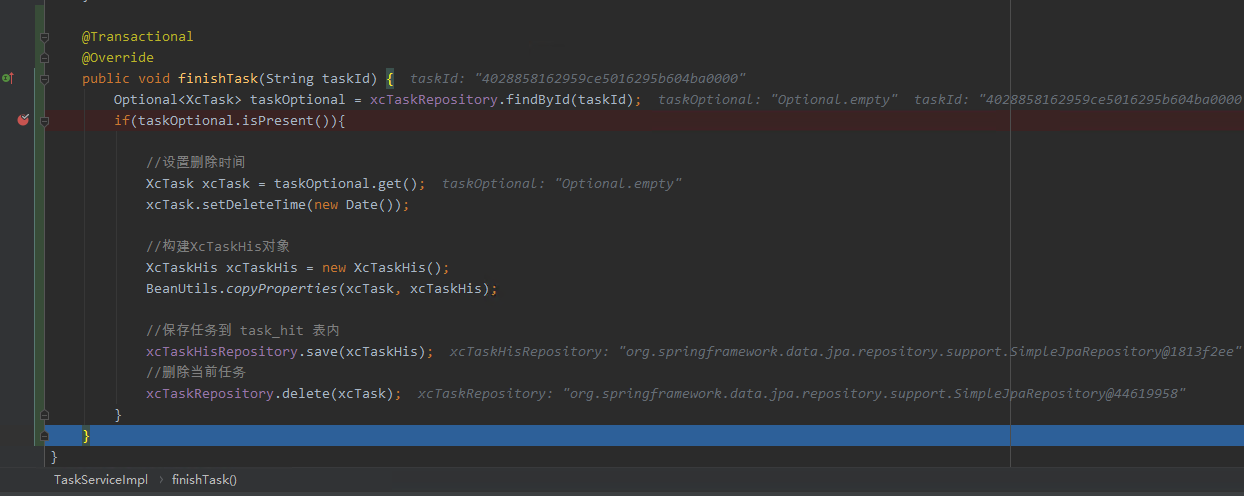 @Transactional
@Override
public void finishTask(String taskId) { taskId: "4028858162959ce5016295b604ba0000"
Optional<XcTask> taskOptional = xcTaskRepository.findById(taskId); taskOptional: "Optional.empty" taskId: "4028858162959ce5016295b604ba0000
if(taskOptional.isPresent()){
//设置删除时间
XcTask xcTask = taskOptional.get(); taskOptional: "Optional.empty"
xcTask.setDeleteTime(new Date());
//构建XcTaskHis对象
XcTaskHis xcTaskHis = new XcTaskHis();
BeanUtils.copyProperties(xcTask, xcTaskHis);
//保存任务到 task_hit 表内
xcTaskHisRepository.save(xcTaskHis); xcTaskHisRepository: "org.springframework.data.jpa.repository.support.SimpleJpaRepository@1813f2ee"
//删除当前任务
xcTaskRepository.delete(xcTask); xcTaskRepository: "org.springframework.data.jpa.repository.support.SimpleJpaRepository@44619958"
}
}
}
TaskServiceImpl › finishTask()